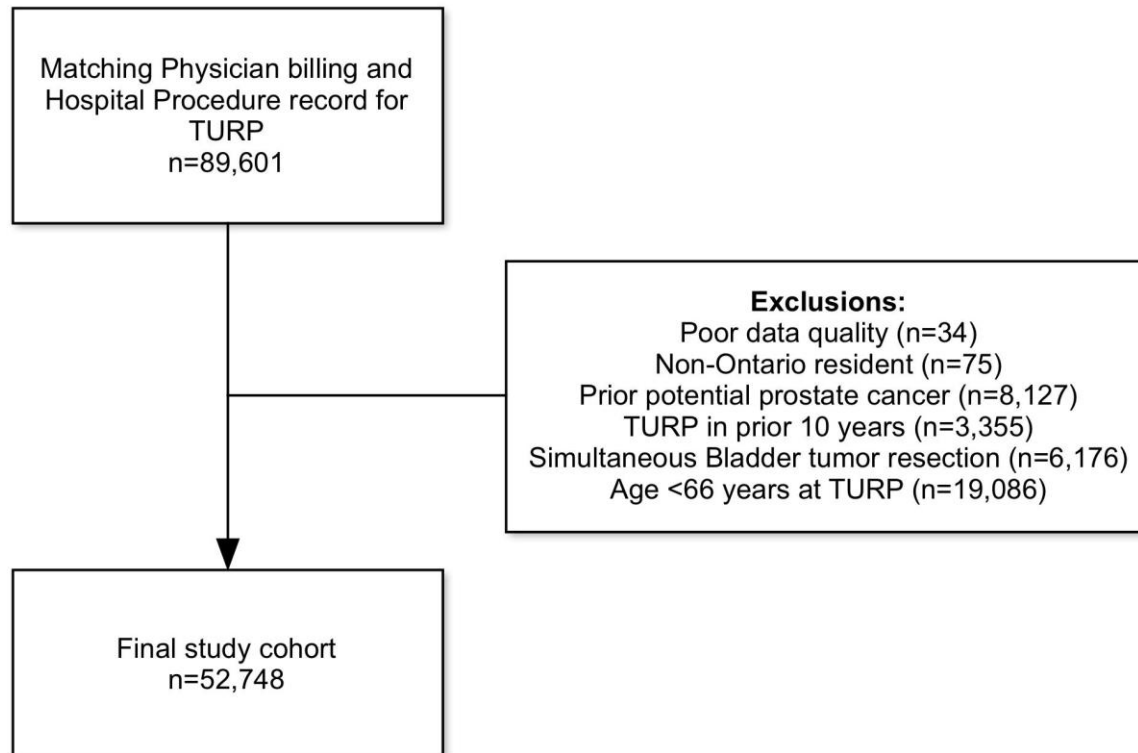 Matching Physician billing and
Hospital Procedure record for
TURP
n=89,601
Exclusions:
Poor data quality (n=34)
Non-Ontario resident (n=75)
Prior potential prostate cancer (n=8,127)
TURP in prior 10 years (n=3,355)
Simultaneous Bladder tumor resection (n=6,176)
Age <66 years at TURP (n=19,086)
Final study cohort
n=52,748